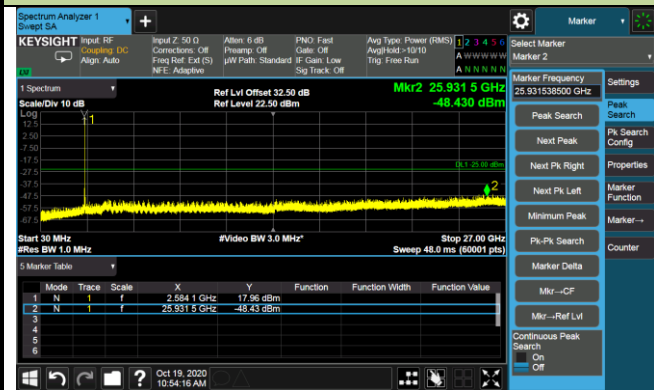 Spectrum Analyzer 1
Swept SA
+
Marker
KEYSIGHT
Input: RF
Coupling: DC
Align: Auto
Input Z: 50 Ω
Corrections: Off
Freq Ref: Ext (S)
NFE: Adaptive
Atten: 6 dB
Preamp: Off
µW Path: Standard
PNO: Fast
Gate: Off
IF Gain: Low
Sig Track: Off
Avg Type: Power (RMS)
Avg|Hold:>10/10
Trig: Free Run
1 2 3 4 5 6
A W W W W W
A N N N N N
Select Marker
Marker 2
Marker Frequency
25.931538500 GHz
Settings
Peak Search
Peak Search
Next Peak
Pk Search Config
Next Pk Right
Properties
Next Pk Left
Marker Function
Minimum Peak
Marker→
Pk-Pk Search
Counter
Marker Delta
Mkr→CF
Mkr→Ref Lvl
Continuous Peak Search
On
Off
1 Spectrum
Scale/Div 10 dB
Ref Lvl Offset 32.50 dB
Ref Level 22.50 dBm
Mkr2 25.931 5 GHz
-48.430 dBm
Log
12.5
2.50
-7.50
-17.5
-27.5
-37.5
-47.5
-57.5
-67.5
1
DL1 -25.00 dBm
2
Start 30 MHz
#Res BW 1.0 MHz
#Video BW 3.0 MHz*
Stop 27.00 GHz
Sweep 48.0 ms (60001 pts)
5 Marker Table
Mode Trace Scale X Y Function Function Width Function Value
1 N 1 f 2.584 1 GHz 17.96 dBm
2 N 1 f 25.931 5 GHz -48.43 dBm
3
4
5
6
?
Oct 19, 2020
10:54:16 AM